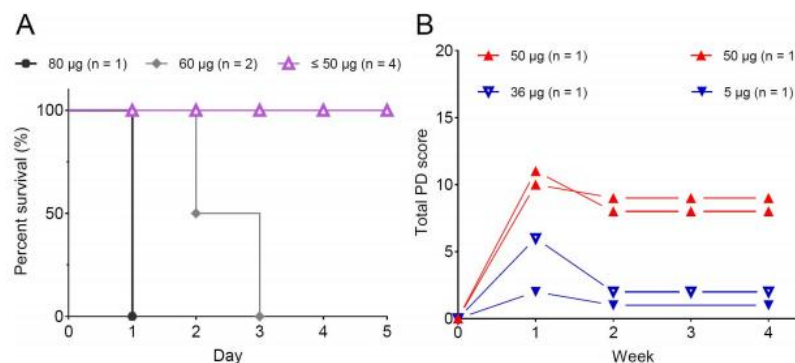 A
80 µg (n = 1) 60 µg (n = 2) ≤ 50 µg (n = 4)
100
50
0
Percent survival (%)
0 1 2 3 4 5
Day
B
50 µg (n = 1) 50 µg (n = 1
36 µg (n = 1) 5 µg (n = 1)
20
15
10
5
0
Total PD score
0 1 2 3 4
Week